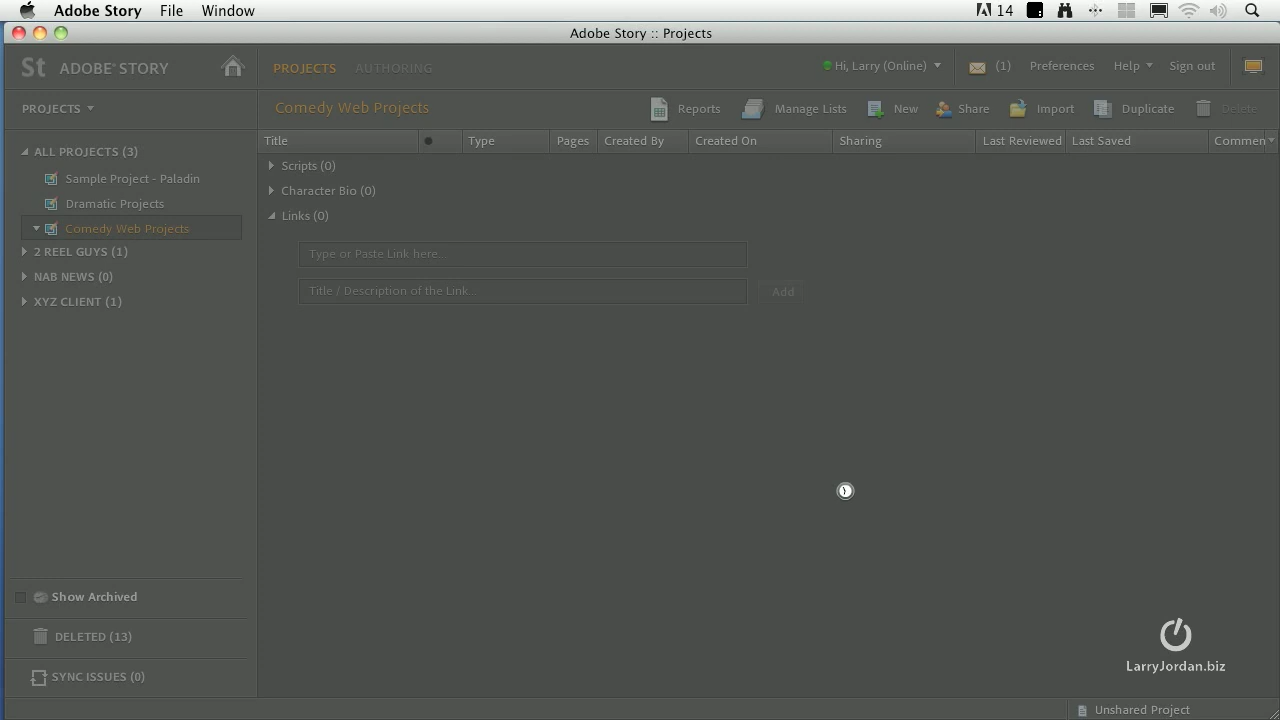 Adobe Story File Window 14
Adobe Story :: Projects
St ADOBE® STORY PROJECTS AUTHORING Hi, Larry (Online) (1) Preferences Help Sign out
PROJECTS Comedy Web Projects Reports Manage Lists New Share Import Duplicate Delete
Title Type Pages Created By Created On Sharing Last Reviewed Last Saved Commen
ALL PROJECTS (3)
Sample Project - Paladin
Dramatic Projects
Comedy Web Projects
2 REEL GUYS (1)
NAB NEWS (0)
XYZ CLIENT (1)
Scripts (0)
Character Bio (0)
Links (0)
Type or Paste Link here...
Title / Description of the Link... Add
Show Archived
DELETED (13)
SYNC ISSUES (0)
LarryJordan.biz
Unshared Project